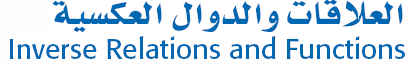 العلاقات والدوال العكسية
Inverse Relations and Functions